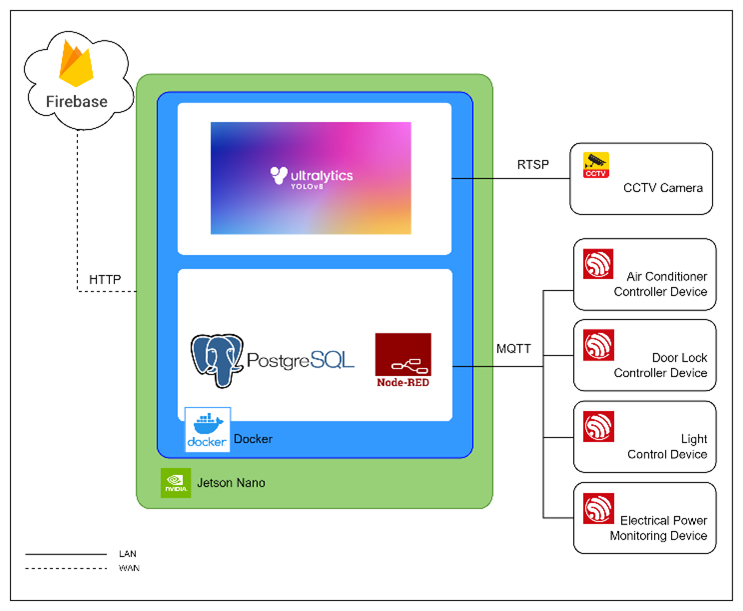 Firebase
ultralytics
YOLOv8
RTSP
CCTV
CCTV Camera
HTTP
Air Conditioner
Controller Device
PostgreSQL
Node-RED
MQTT
Door Lock
Controller Device
docker
Docker
Light
Control Device
NVIDIA
Jetson Nano
Electrical Power
Monitoring Device
LAN
WAN